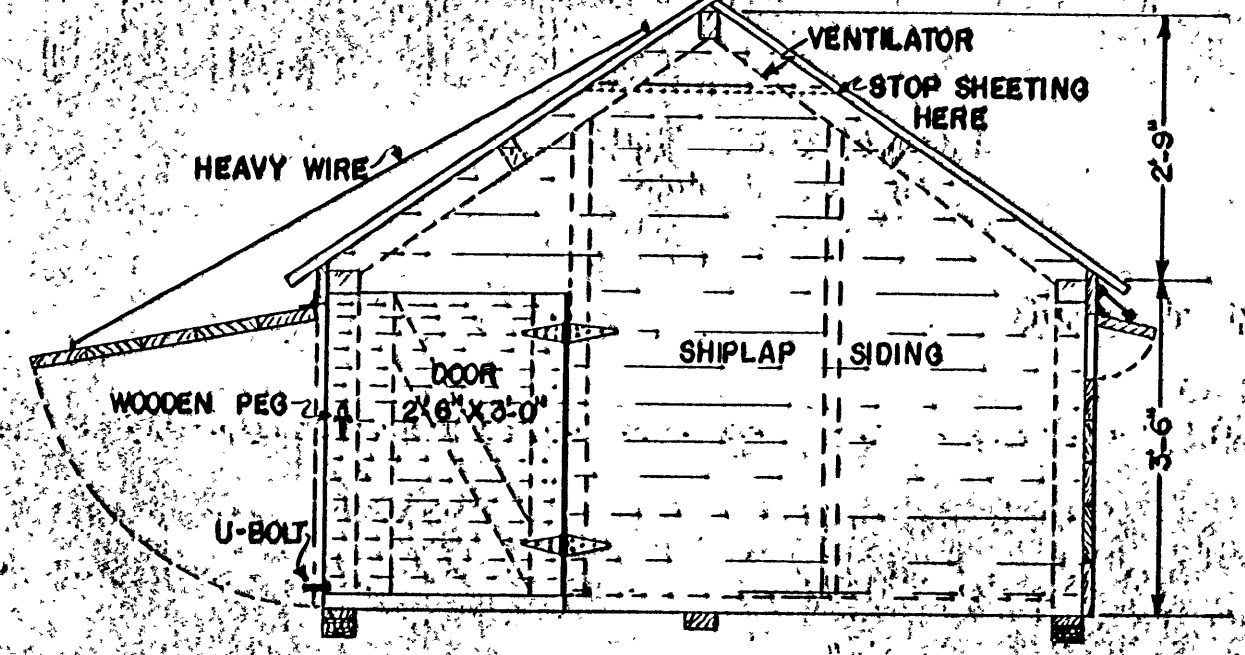 VENTILATOR
STOP SHEETING
HERE
HEAVY WIRE
2'-9"
SHIPLAP SIDING
DOOR
2'-6" X 3'-0"
WOODEN PEG
3'-6"
U-BOLT